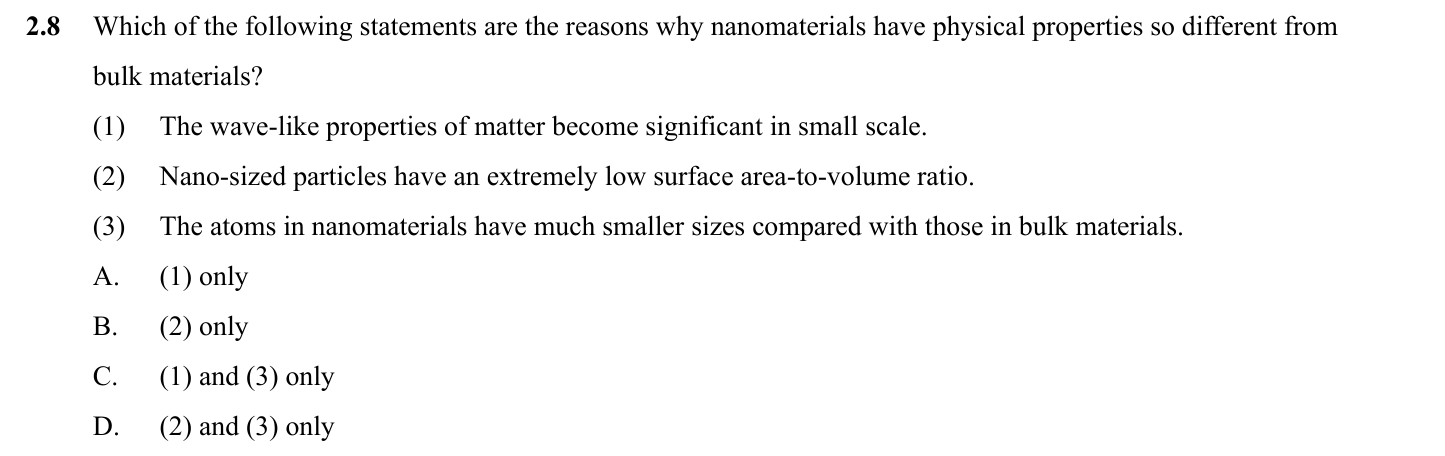 2.8 Which of the following statements are the reasons why nanomaterials have physical properties so different from
bulk materials?
(1) The wave-like properties of matter become significant in small scale.
(2) Nano-sized particles have an extremely low surface area-to-volume ratio.
(3) The atoms in nanomaterials have much smaller sizes compared with those in bulk materials.
A. (1) only
B. (2) only
C. (1) and (3) only
D. (2) and (3) only